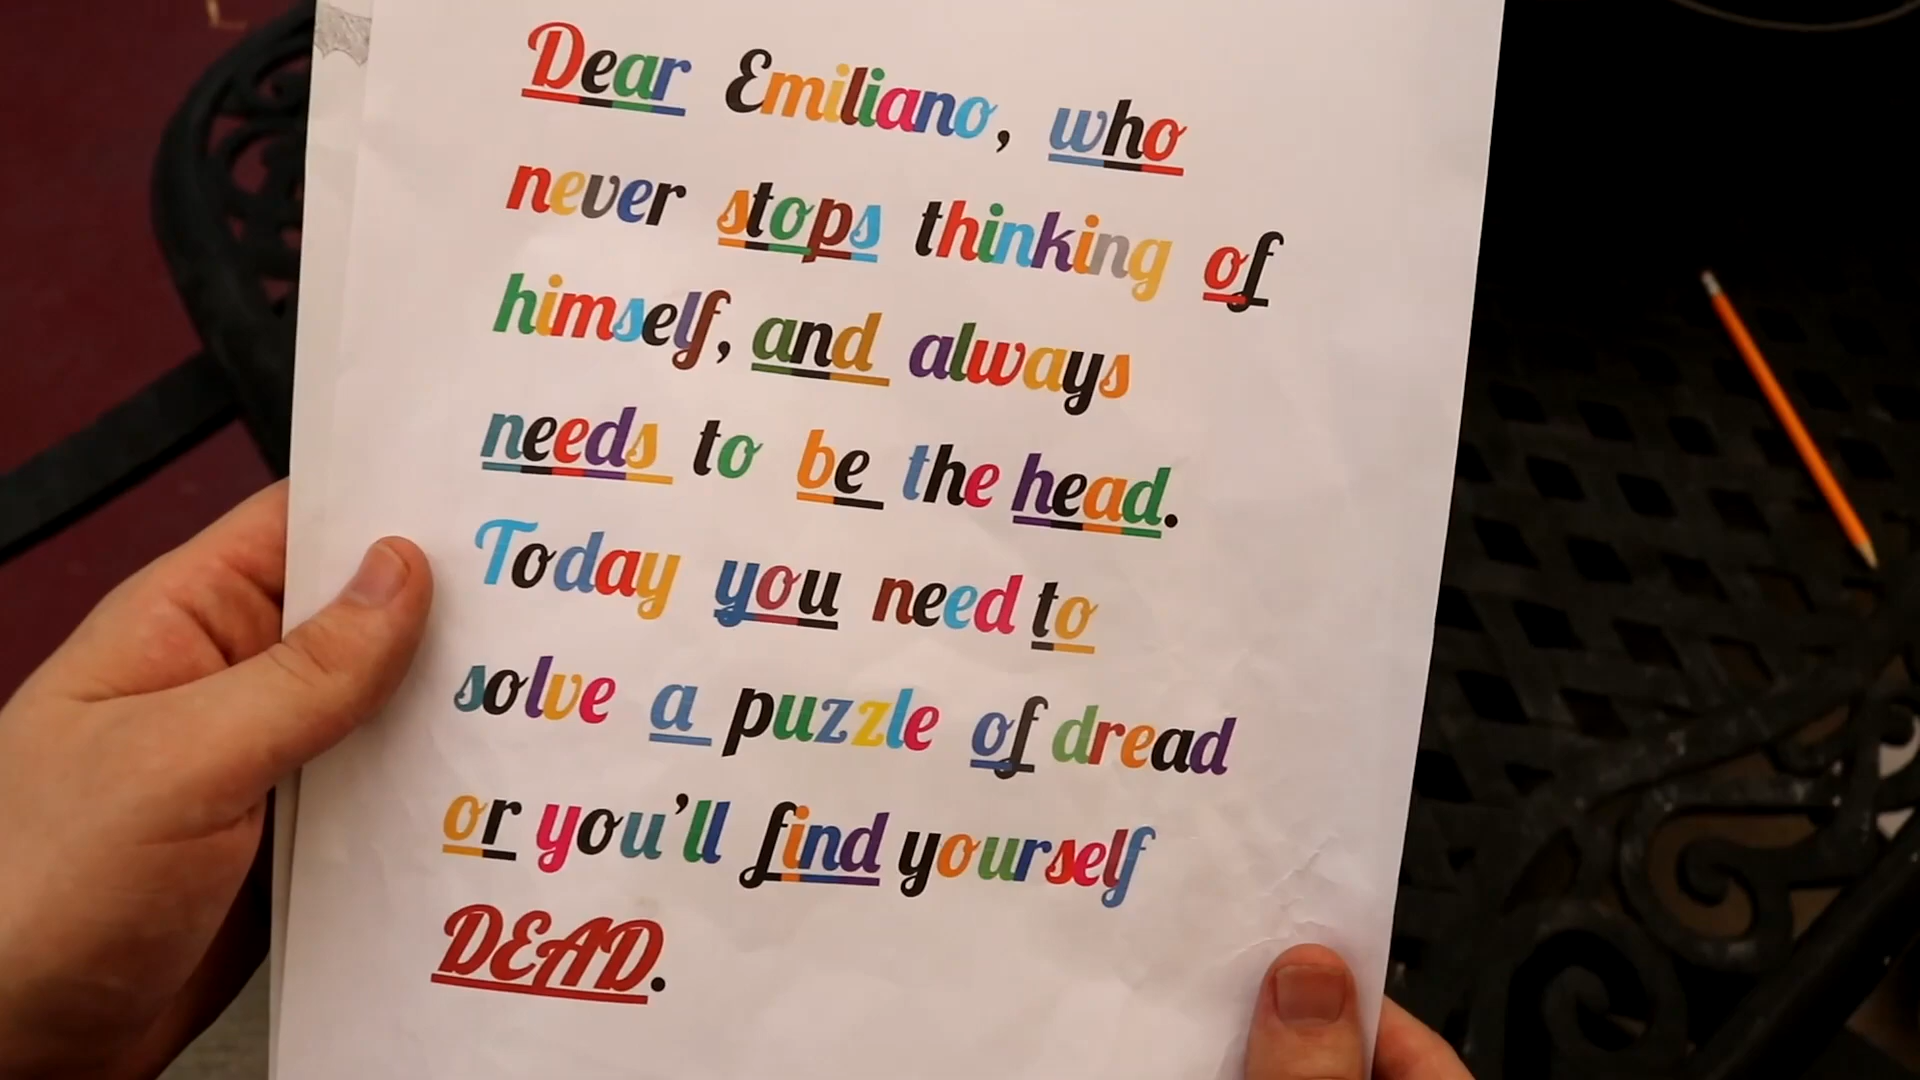 Dear Emiliano, who
never stops thinking of
himself, and always
needs to be the head.
Today you need to
solve a puzzle of dread
or you'll find yourself
DEAD.